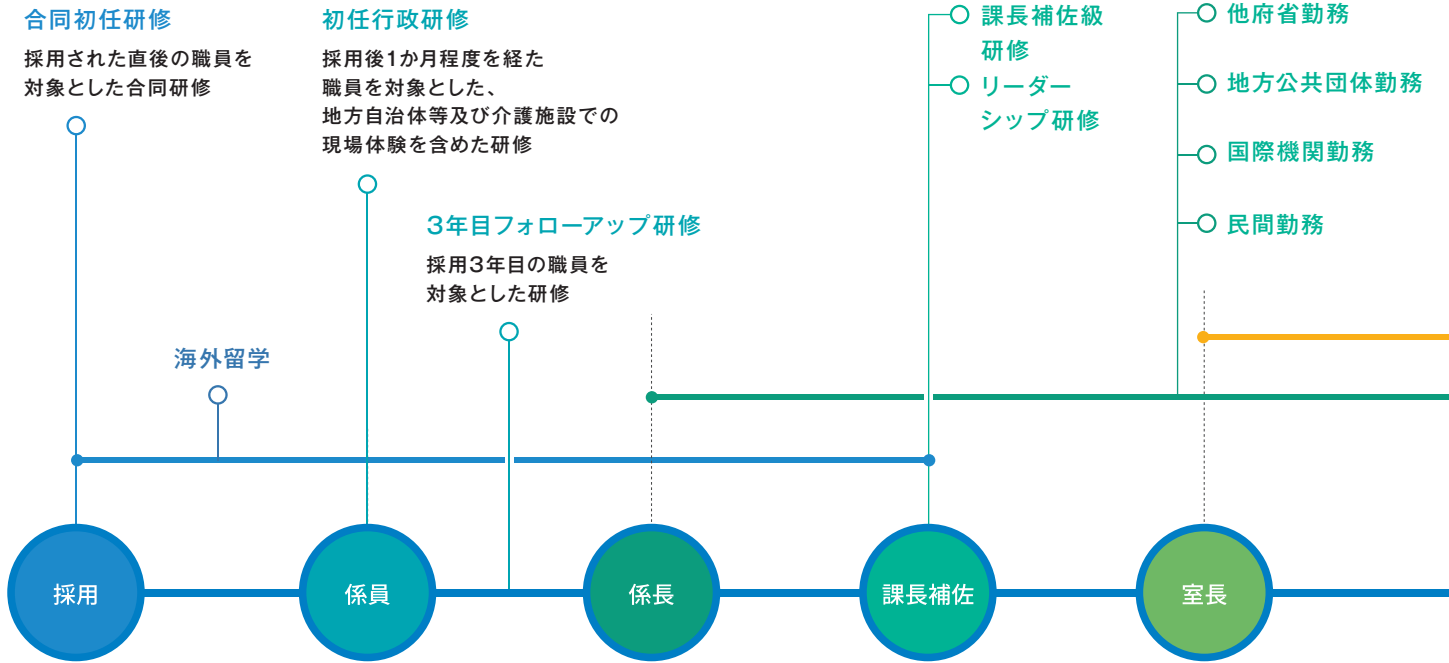 合同初任研修
採用された直後の職員を
対象とした合同研修
初任行政研修
採用後1か月程度を経た
職員を対象とした、
地方自治体等及び介護施設での
現場体験を含めた研修
3年目フォローアップ研修
採用3年目の職員を
対象とした研修
海外留学
課長補佐級
研修
リーダー
シップ研修
他府省勤務
地方公共団体勤務
国際機関勤務
民間勤務
採用
係員
係長
課長補佐
室長